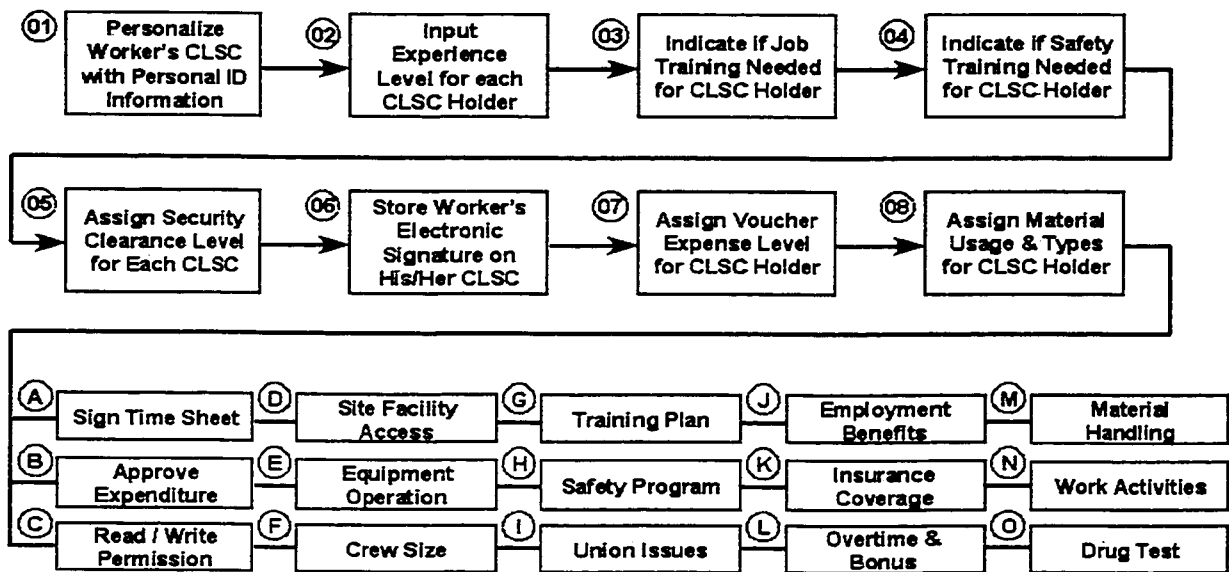 01
Personalize
Worker's CLSC
with Personal ID
Information
02
Input
Experience
Level for each
CLSC Holder
03
Indicate if Job
Training Needed
for CLSC Holder
04
Indicate if Safety
Training Needed
for CLSC Holder
05
Assign Security
Clearance Level
for Each CLSC
06
Store Worker's
Electronic
Signature on
His/Her CLSC
07
Assign Voucher
Expense Level
for CLSC Holder
08
Assign Material
Usage & Types
for CLSC Holder
A
Sign Time Sheet
D
Site Facility
Access
G
Training Plan
J
Employment
Benefits
M
Material
Handling
B
Approve
Expenditure
E
Equipment
Operation
H
Safety Program
K
Insurance
Coverage
N
Work Activities
C
Read / Write
Permission
F
Crew Size
I
Union Issues
L
Overtime &
Bonus
O
Drug Test